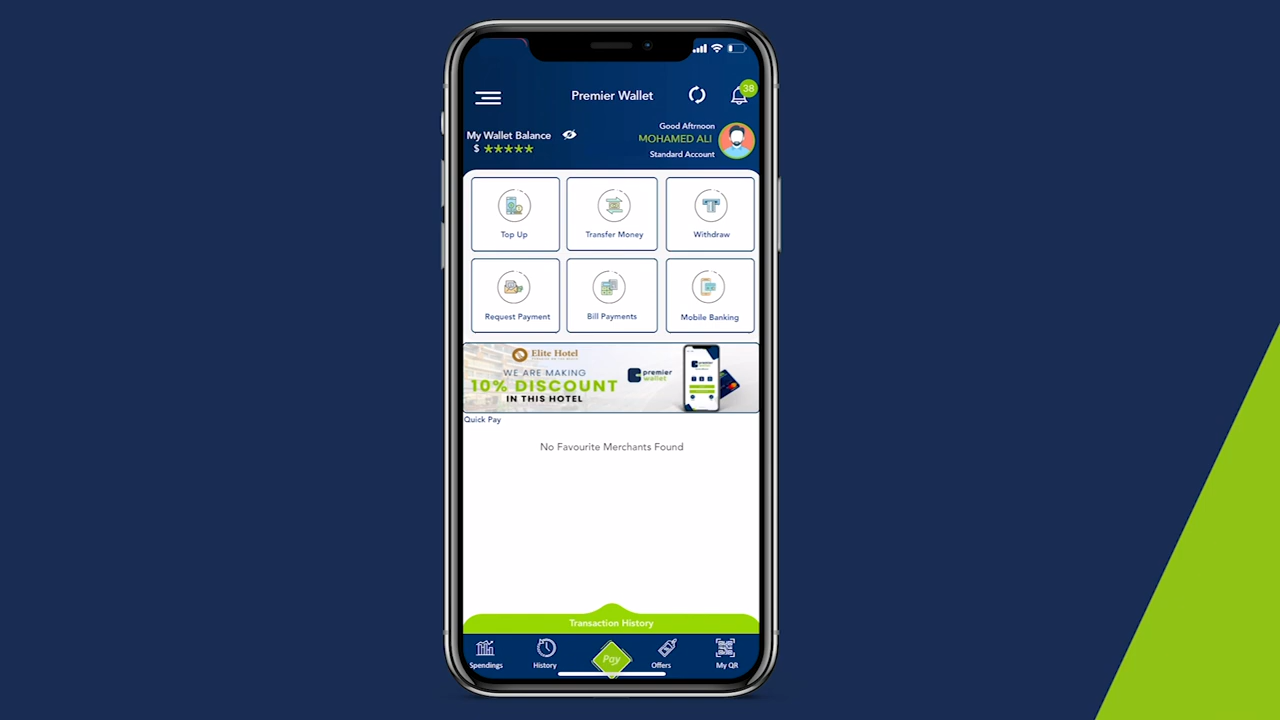 Premier Wallet
38
My Wallet Balance
$ *****
Good Aftrnoon
MOHAMED ALI
Standard Account
Top Up
Transfer Money
Withdraw
Request Payment
Bill Payments
Mobile Banking
Elite Hotel
WE ARE MAKING
10% DISCOUNT
IN THIS HOTEL
premier
wallet
Quick Pay
No Favourite Merchants Found
Transaction History
Spendings
History
Pay
Offers
My QR